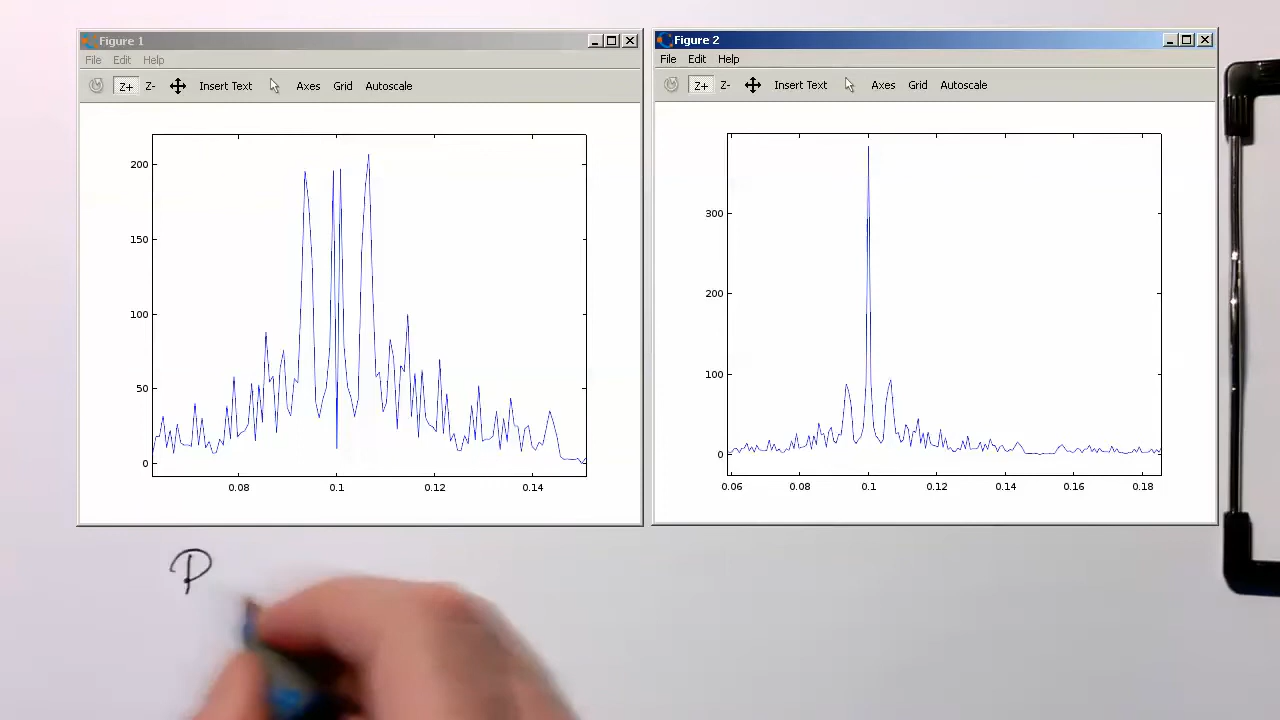 Figure 1
File Edit Help
Z+ Z- Insert Text Axes Grid Autoscale
200
150
100
50
0
0.08 0.1 0.12 0.14
Figure 2
File Edit Help
Z+ Z- Insert Text Axes Grid Autoscale
300
200
100
0
0.06 0.08 0.1 0.12 0.14 0.16 0.18
P